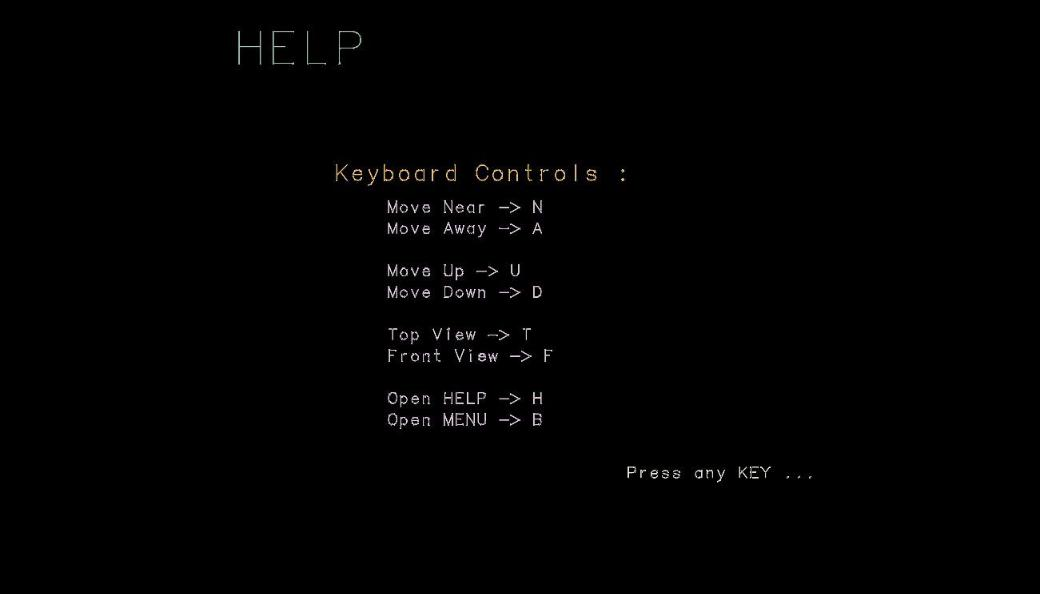 HELP
Keyboard Controls :
Move Near -> N
Move Away -> A
Move Up -> U
Move Down -> D
Top View -> T
Front View -> F
Open HELP -> H
Open MENU -> B
Press any KEY ...